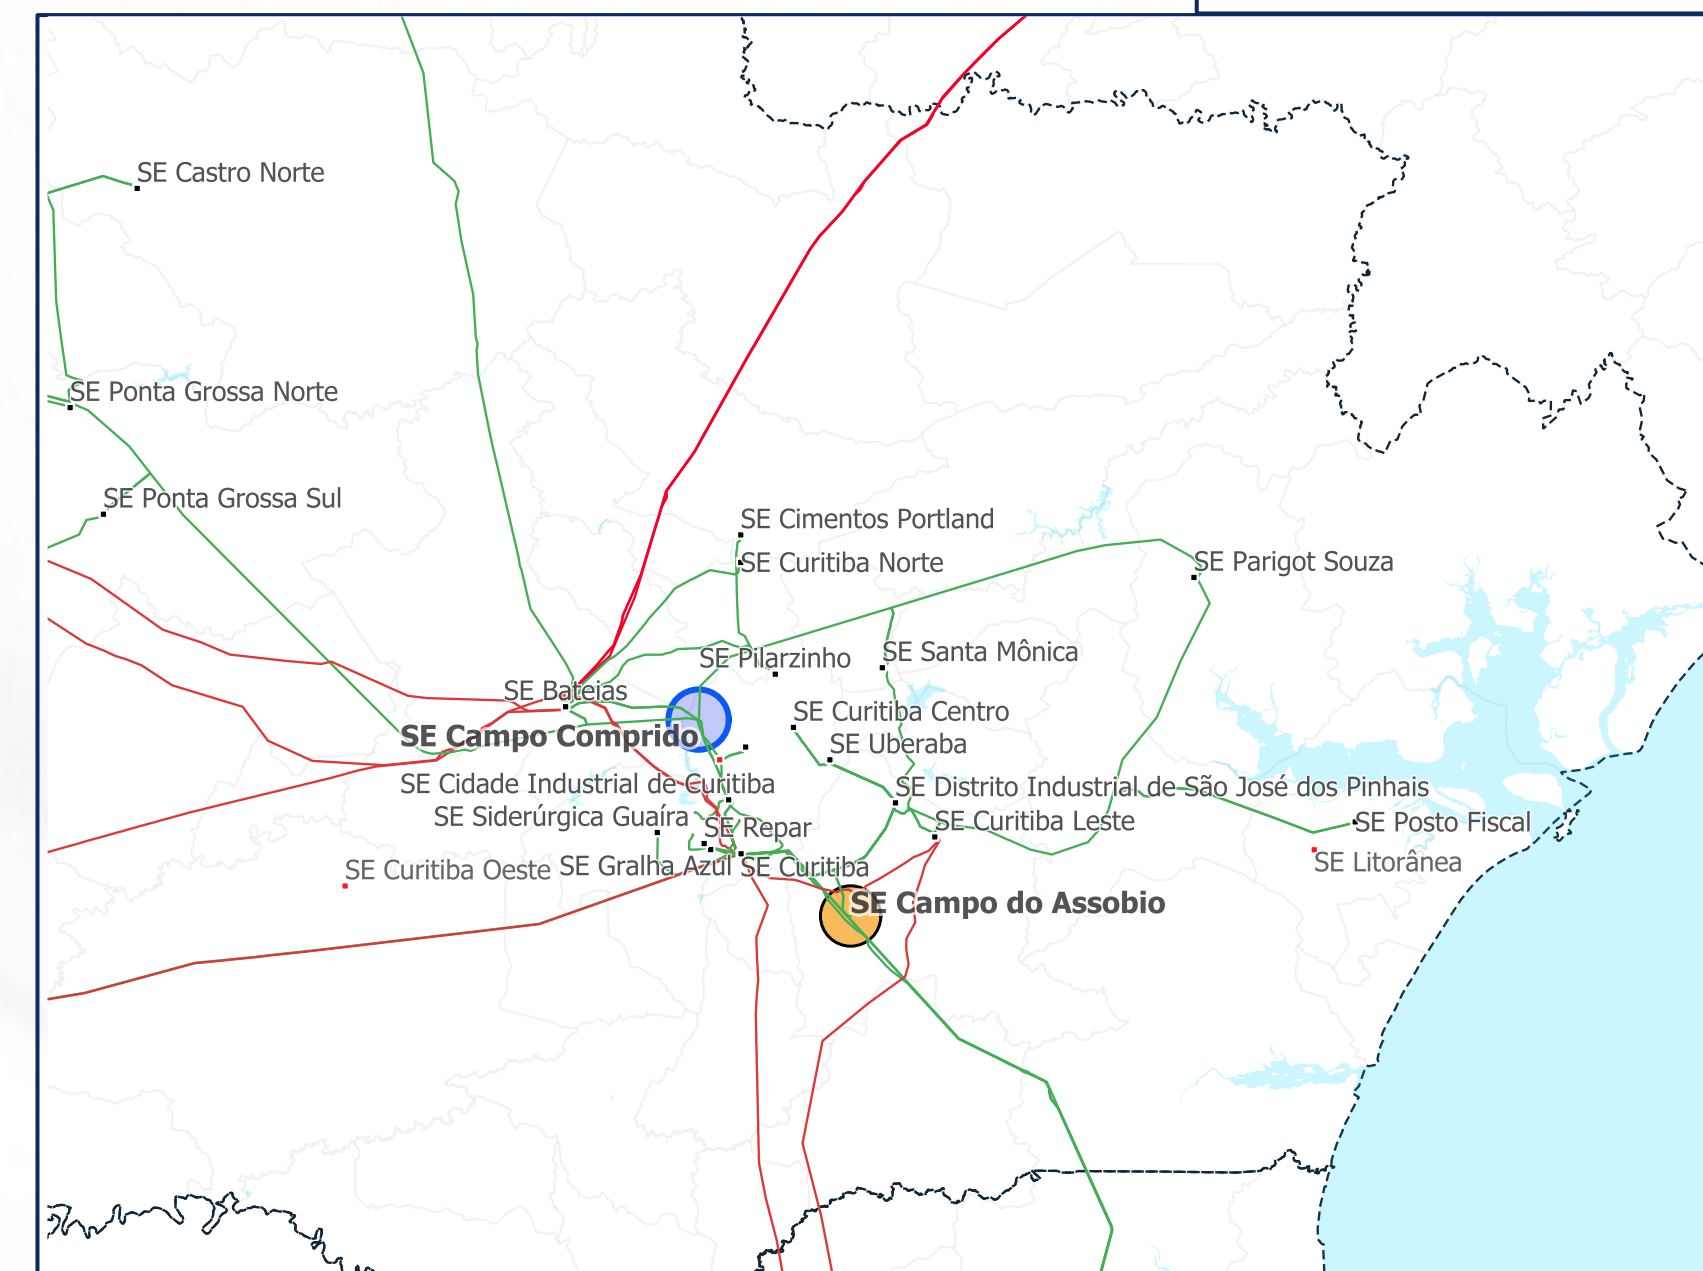 SE Castro Norte
SE Ponta Grossa Norte
SE Ponta Grossa Sul
SE Cimentos Portland
SE Curitiba Norte
SE Parigot Souza
SE Pilarzinho
SE Santa Mônica
SE Bateias
SE Curitiba Centro
SE Campo Comprido
SE Uberaba
SE Cidade Industrial de Curitiba
SE Distrito Industrial de São José dos Pinhais
SE Siderúrgica Guaíra
SE Repar
SE Curitiba Leste
SE Posto Fiscal
SE Litorânea
SE Curitiba Oeste
SE Gralha Azul
SE Curitiba
SE Campo do Assobio